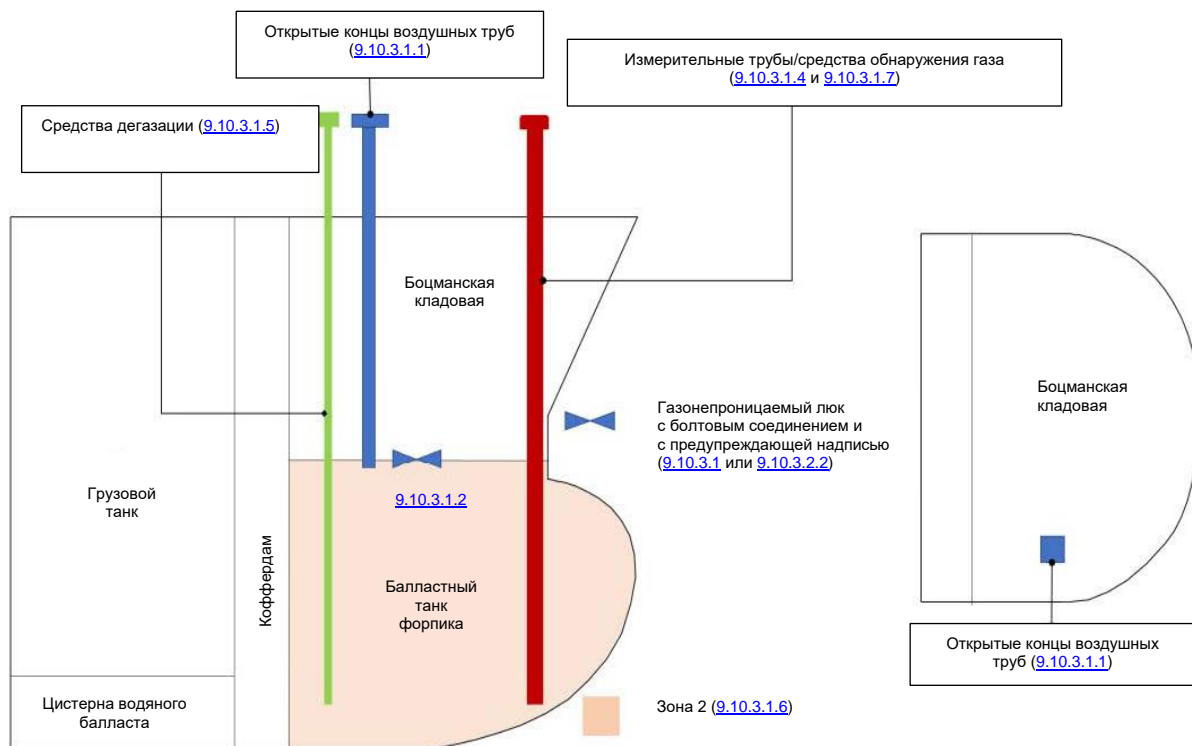 Открытые концы воздушных труб
(9.10.3.1.1)
Измерительные трубы/средства обнаружения газа
(9.10.3.1.4 и 9.10.3.1.7)
Средства дегазации (9.10.3.1.5)
Боцманская
кладовая
Боцманская
кладовая
Газонепроницаемый люк
с болтовым соединением и
с предупреждающей надписью
(9.10.3.1 или 9.10.3.2.2)
Грузовой
танк
9.10.3.1.2
Коффердам
Балластный
танк
форпика
Открытые концы воздушных
труб (9.10.3.1.1)
Цистерна водяного
балласта
Зона 2 (9.10.3.1.6)